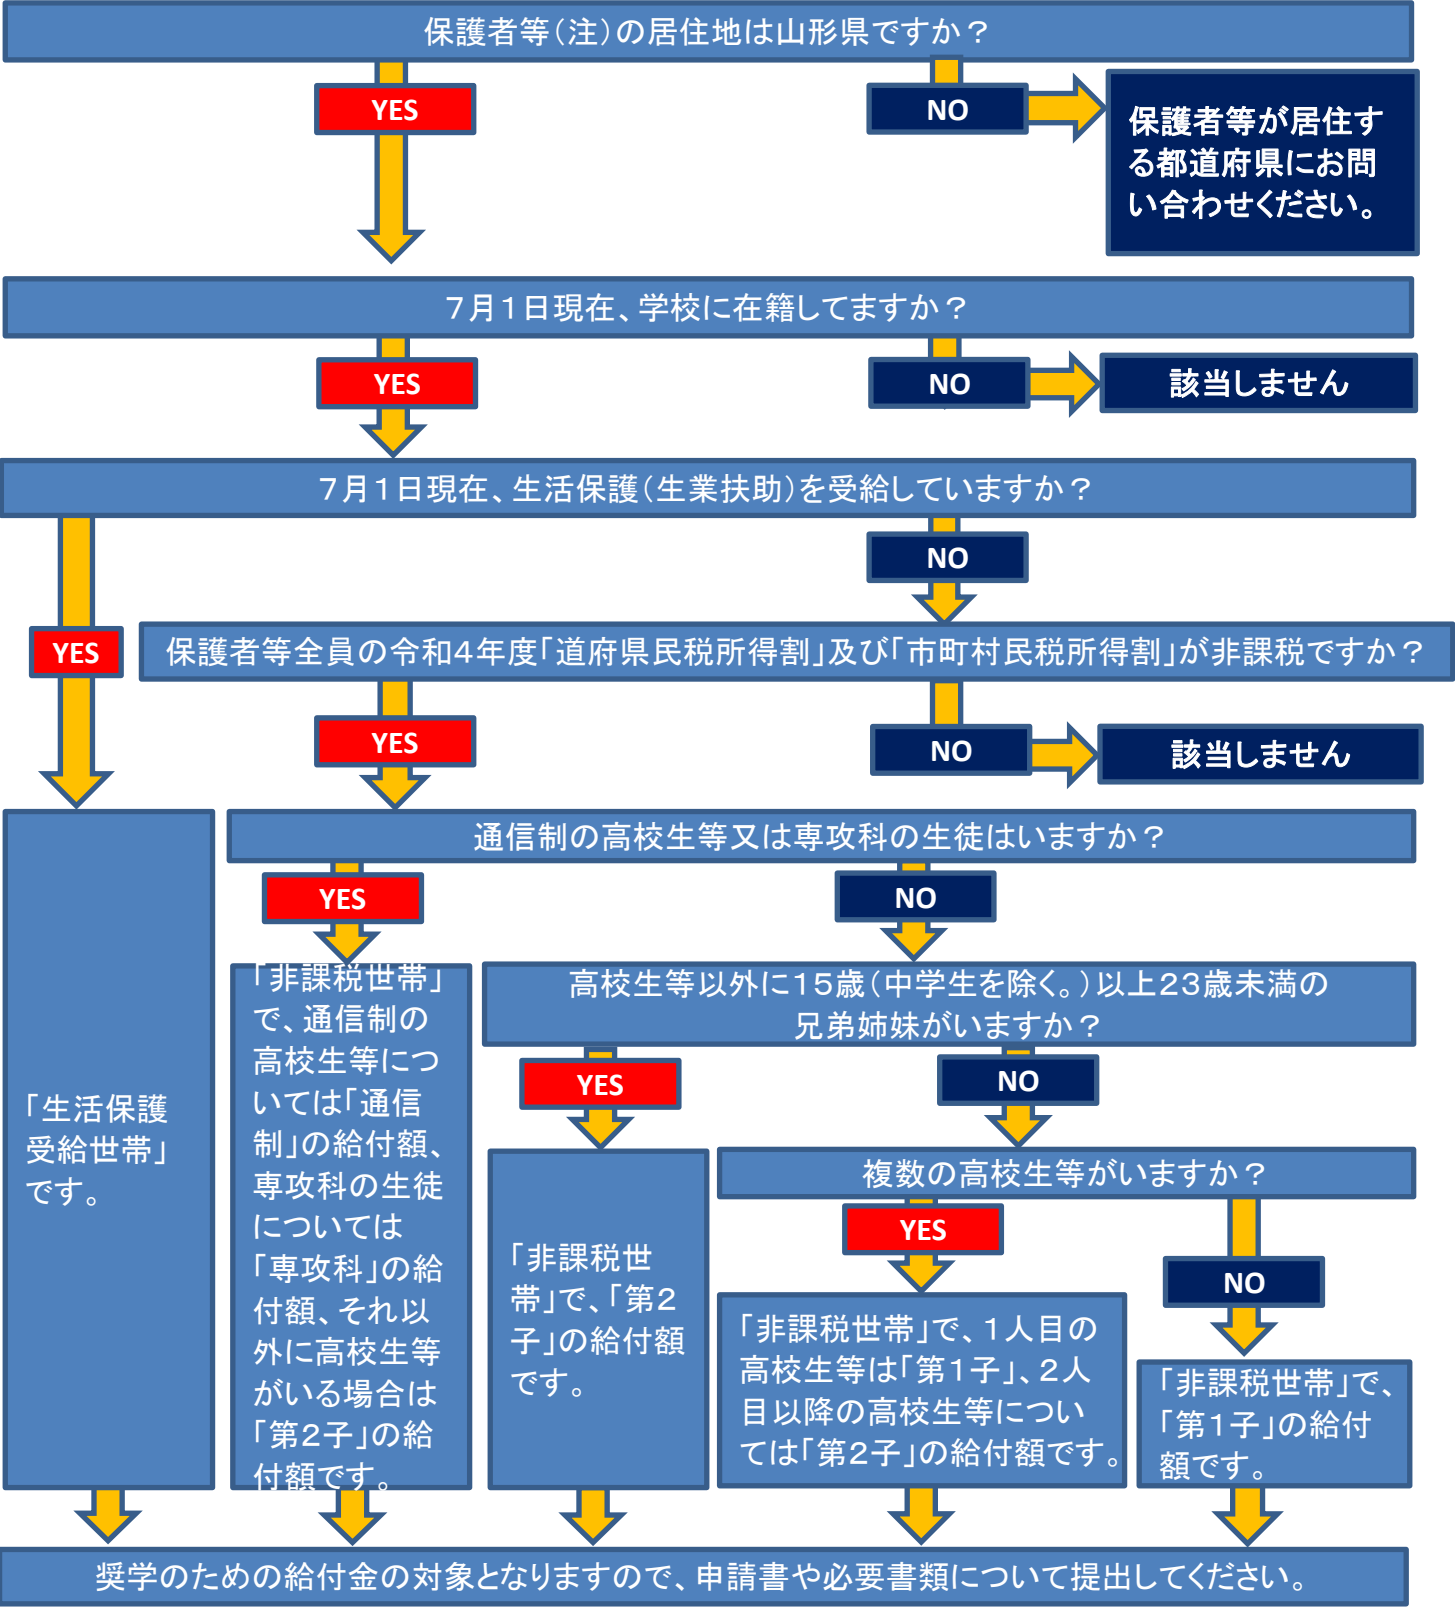 保護者等（注）の居住地は山形県ですか？
YES
NO
保護者等が居住す
る都道府県にお問
い合わせください。
７月１日現在、学校に在籍してますか？
YES
NO
該当しません
７月１日現在、生活保護（生業扶助）を受給していますか？
NO
YES
保護者等全員の令和４年度「道府県民税所得割」及び「市町村民税所得割」が非課税ですか？
YES
NO
該当しません
通信制の高校生等又は専攻科の生徒はいますか？
YES
NO
高校生等以外に１５歳（中学生を除く。）以上２３歳未満の
兄弟姉妹がいますか？
YES
NO
複数の高校生等がいますか？
YES
NO
「生活保護
受給世帯」
です。
「非課税世帯」
で、通信制の
高校生等につ
いては「通信
制」の給付額、
専攻科の生徒
については
「専攻科」の給
付額、それ以
外に高校生等
がいる場合は
「第２子」の給
付額です。
「非課税世
帯」で、「第２
子」の給付額
です。
「非課税世帯」で、１人目の
高校生等は「第１子」、２人
目以降の高校生等につい
ては「第２子」の給付額です。
「非課税世帯」で、
「第１子」の給付
額です。
奨学のための給付金の対象となりますので、申請書や必要書類について提出してください。